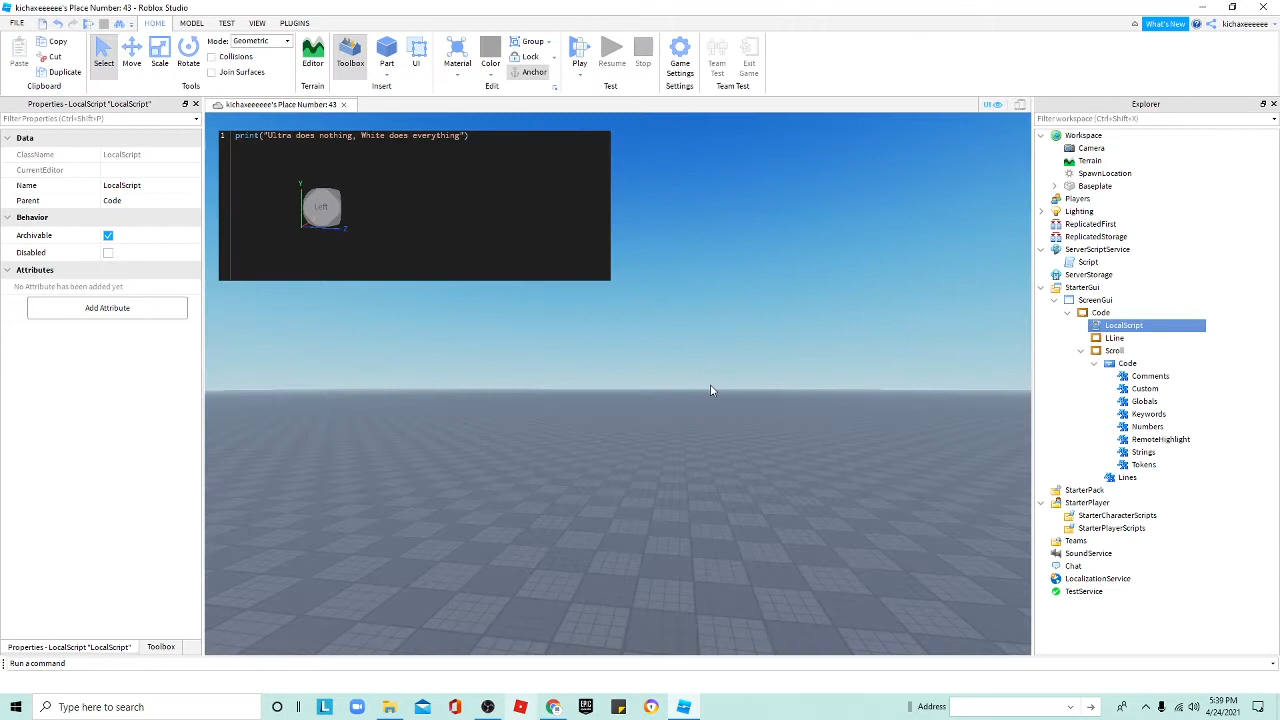 kichaxeeeeee's Place Number: 43 - Roblox Studio
FILE HOME MODEL TEST VIEW PLUGINS What's New kichaxeeeeee
Paste Copy Cut Duplicate Clipboard
Select Move Scale Rotate Mode: Geometric Collisions Join Surfaces Tools
Editor Terrain
Toolbox Part UI Insert
Material Color Group Lock Anchor Edit
Play Resume Stop Test
Game Settings Settings
Team Test Exit Game Team Test
Properties - LocalScript "LocalScript"
Filter Properties (Ctrl+Shift+P)
Data
ClassName LocalScript
CurrentEditor
Name LocalScript
Parent Code
Behavior
Archivable
Disabled
Attributes
No Attribute has been added yet
Add Attribute
Properties - LocalScript "LocalScript" Toolbox
kichaxeeeeee's Place Number: 43
UI
1 print("Ultra does nothing, White does everything")
Y
Left
Z
Explorer
Filter workspace (Ctrl+Shift+X)
Workspace
Camera
Terrain
SpawnLocation
Baseplate
Players
Lighting
ReplicatedFirst
ReplicatedStorage
ServerScriptService
Script
ServerStorage
StarterGui
ScreenGui
Code
LocalScript
LLine
Scroll
Code
Comments
Custom
Globals
Keywords
Numbers
RemoteHighlight
Strings
Tokens
Lines
StarterPack
StarterPlayer
StarterCharacterScripts
StarterPlayerScripts
Teams
SoundService
Chat
LocalizationService
TestService
Run a command
Type here to search
L
EPIC
Address
5:39 PM
4/24/2021